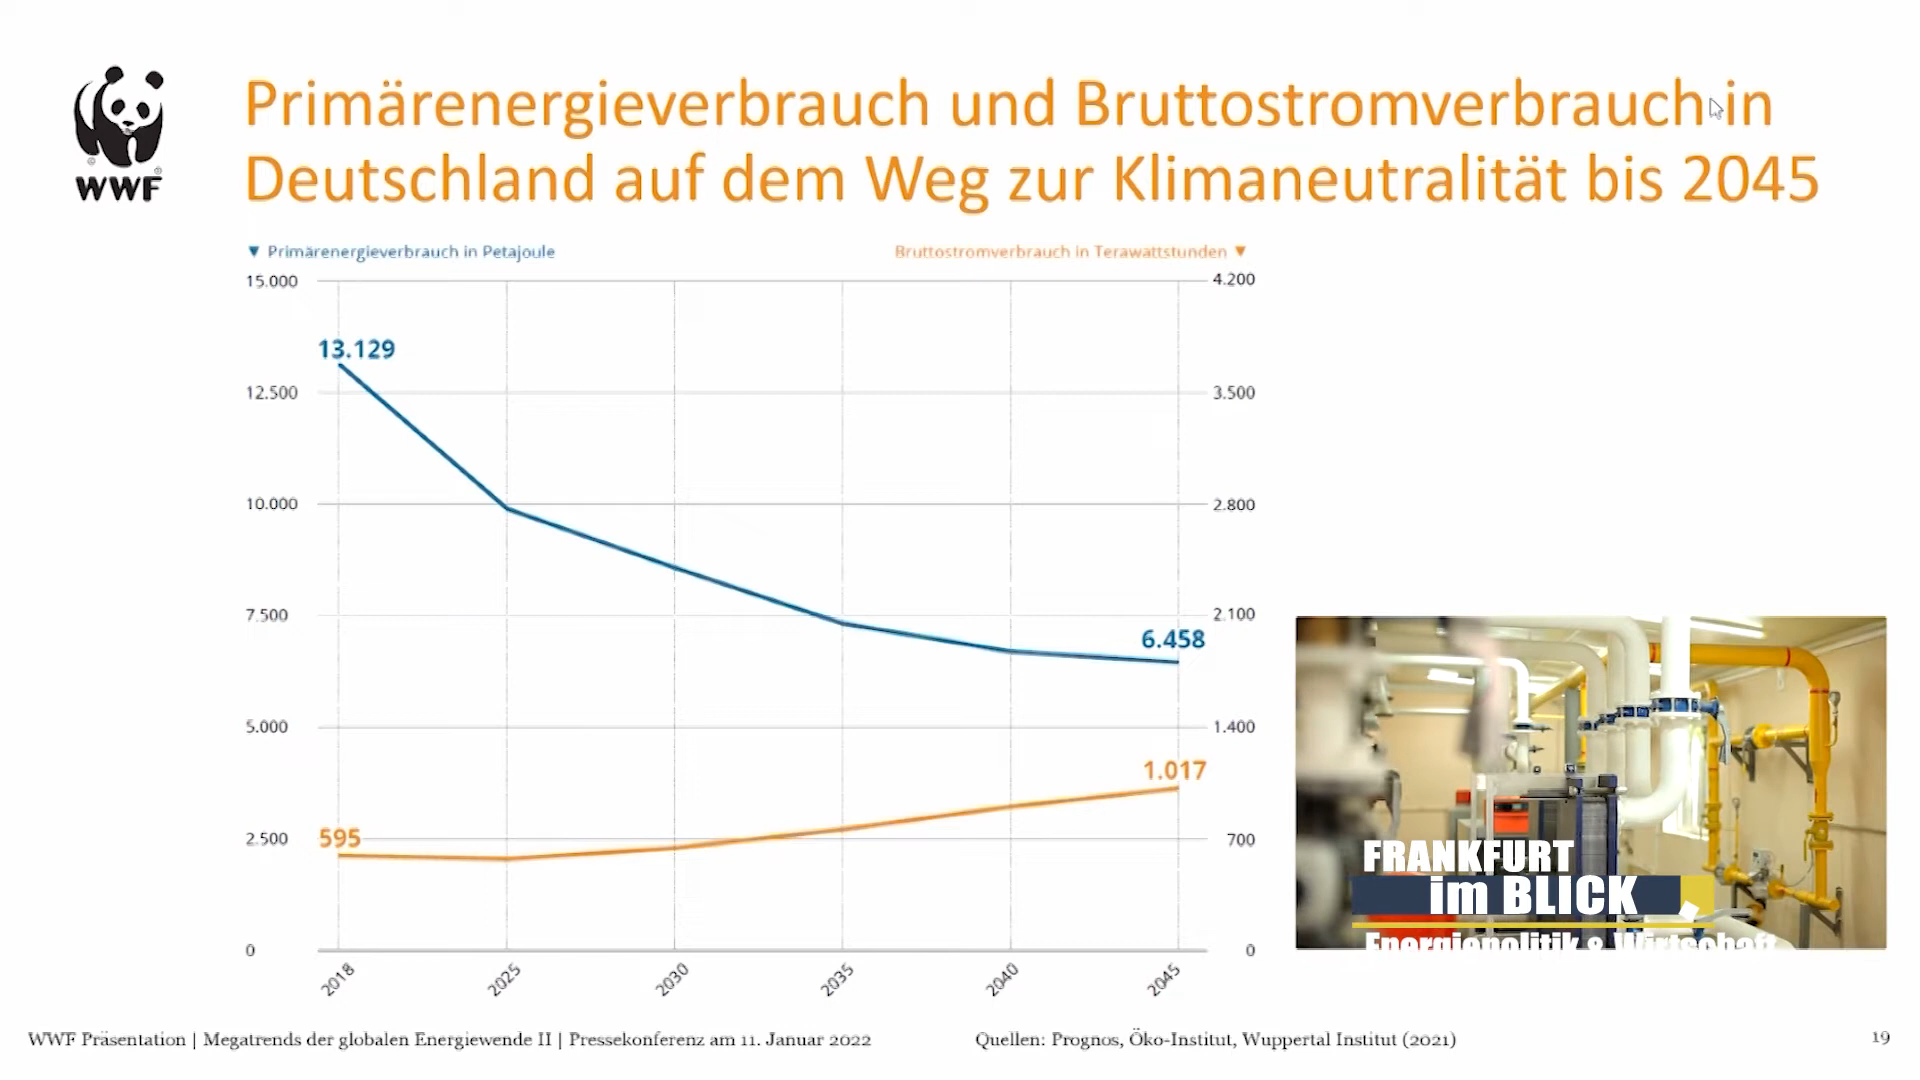 WWF
Primärenergieverbrauch und Bruttostromverbrauch in
Deutschland auf dem Weg zur Klimaneutralität bis 2045
▼ Primärenergieverbrauch in Petajoule
Bruttostromverbrauch in Terawattstunden ▼
15.000
4.200
13.129
12.500
3.500
10.000
2.800
7.500
2.100
6.458
5.000
1.400
1.017
595
2.500
700
0
0
2018
2025
2030
2035
2040
2045
FRANKFURT
im BLICK
Energiepolitik & Wirtschaft
WWF Präsentation | Megatrends der globalen Energiewende II | Pressekonferenz am 11. Januar 2022
Quellen: Prognos, Öko-Institut, Wuppertal Institut (2021)
19